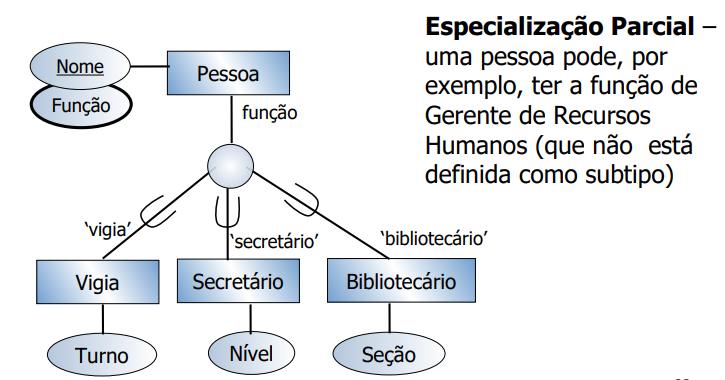 Especialização Parcial –
uma pessoa pode, por
exemplo, ter a função de
Gerente de Recursos
Humanos (que não está
definida como subtipo)
Nome
Função
Pessoa
função
'vigia'
'secretário'
'bibliotecário'
Vigia
Secretário
Bibliotecário
Turno
Nível
Seção